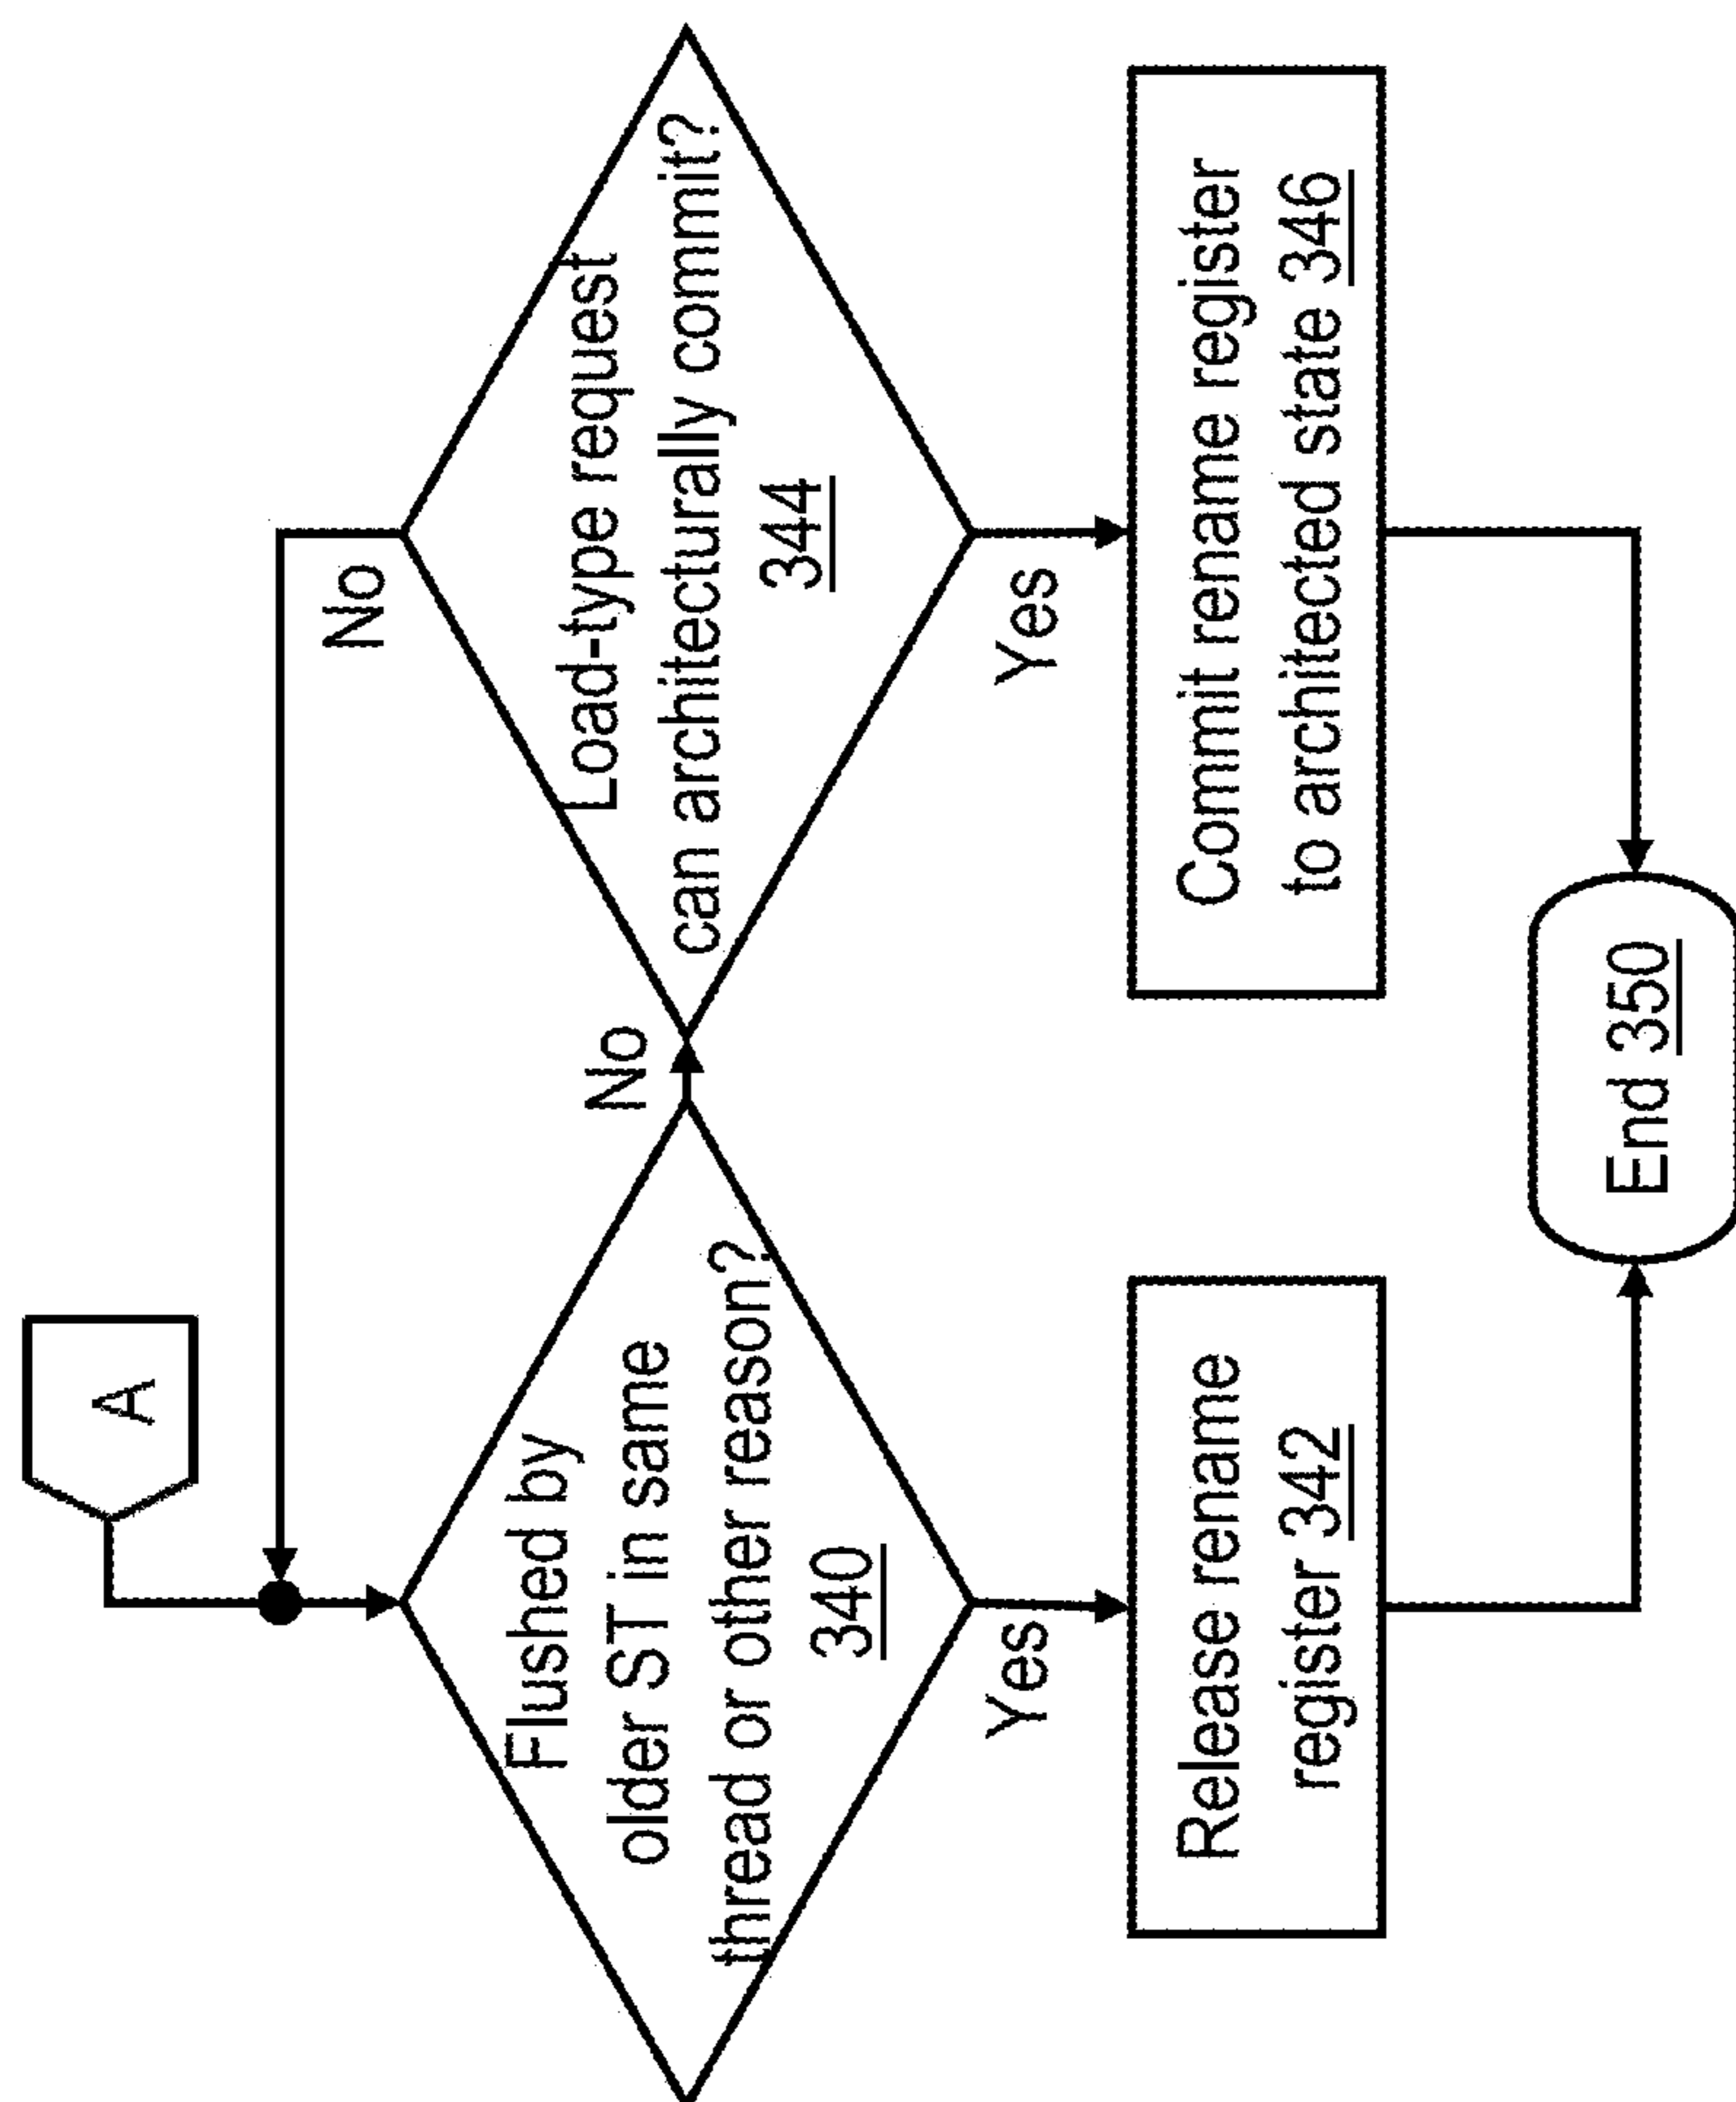 A
Flushed by
older ST in same
thread or other reason?
340
No
Load-type request
can architecturally commit?
344
No
Yes
Yes
Release rename
register 342
Commit rename register
to architected state 346
End 350